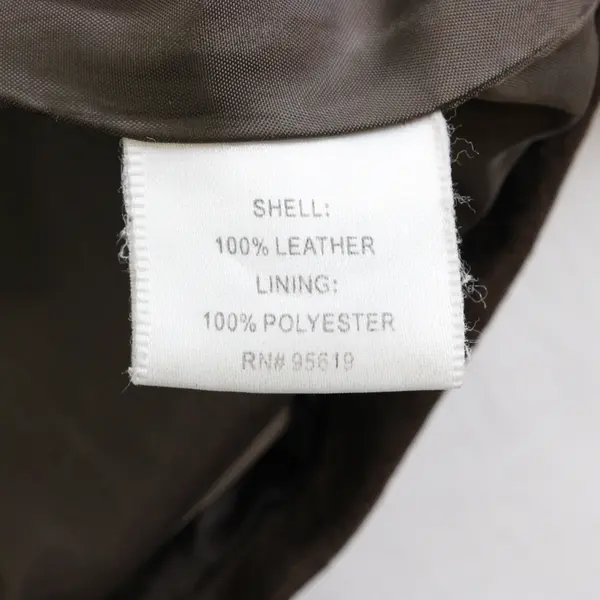 SHELL:
100% LEATHER
LINING:
100% POLYESTER
RN# 95619